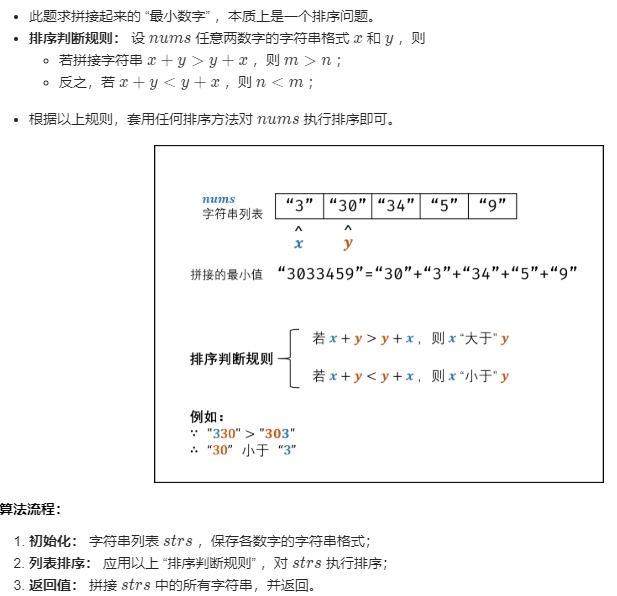 • 此题求拼接起来的 “最小数字” ，本质上是一个排序问题。
• 排序判断规则： 设 nums 任意两数字的字符串格式 x 和 y ，则
◦ 若拼接字符串 x + y > y + x ，则 m > n ；
◦ 反之，若 x + y < y + x ，则 n < m ；
• 根据以上规则，套用任何排序方法对 nums 执行排序即可。
nums
字符串列表
“3” “30” “34” “5” “9”
^ ^
x y
拼接的最小值 “3033459”=“30”+“3”+“34”+“5”+“9”
若 x + y > y + x ，则 x “大于” y
排序判断规则
若 x + y < y + x ，则 x “小于” y
例如：
∵ "330" > "303"
∴ “30” 小于 “3”
算法流程：
1. 初始化： 字符串列表 strs ，保存各数字的字符串格式；
2. 列表排序： 应用以上 “排序判断规则” ，对 strs 执行排序；
3. 返回值： 拼接 strs 中的所有字符串，并返回。